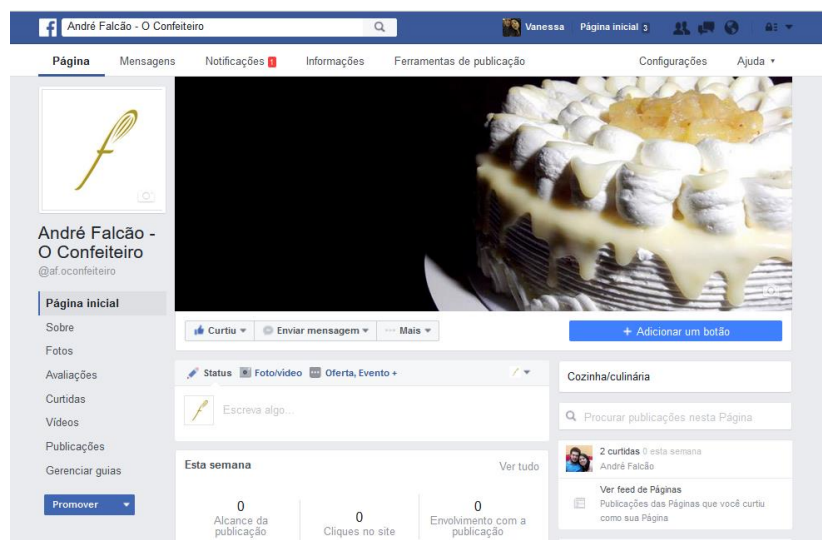 André Falcão - O Confeiteiro
Vanessa
Página inicial 3
Página Mensagens Notificações 1 Informações Ferramentas de publicação Configurações Ajuda
André Falcão -
O Confeiteiro
@af.oconfeiteiro
Página inicial
Sobre
Fotos
Avaliações
Curtidas
Vídeos
Publicações
Gerenciar guias
Promover
Curtiu Enviar mensagem Mais
+ Adicionar um botão
Status Foto/vídeo Oferta, Evento +
Escreva algo...
Esta semana Ver tudo
0
Alcance da
publicação
0
Cliques no site
0
Envolvimento com a
publicação
Cozinha/culinária
Procurar publicações nesta Página
2 curtidas 0 esta semana
André Falcão
Ver feed de Páginas
Publicações das Páginas que você curtiu
como sua Página